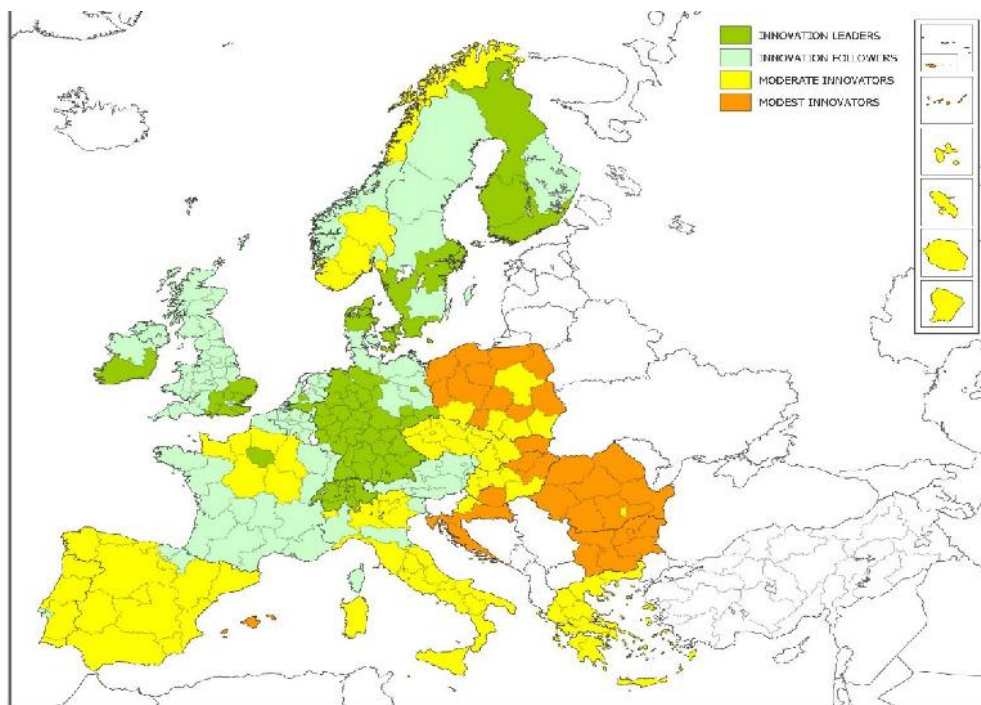 INNOVATION LEADERS
INNOVATION FOLLOWERS
MODERATE INNOVATORS
MODEST INNOVATORS